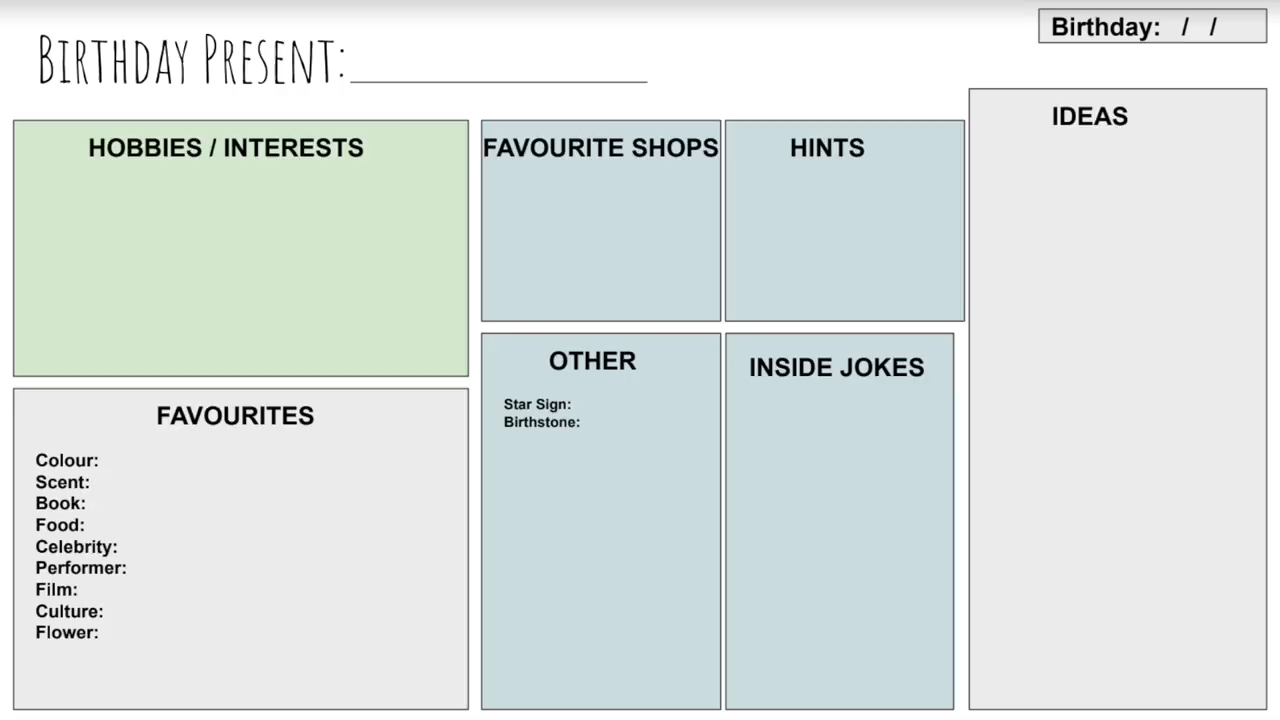 BIRTHDAY PRESENT:
Birthday: / /
HOBBIES / INTERESTS
FAVOURITE SHOPS
HINTS
IDEAS
FAVOURITES
Colour:
Scent:
Book:
Food:
Celebrity:
Performer:
Film:
Culture:
Flower:
OTHER
Star Sign:
Birthstone:
INSIDE JOKES